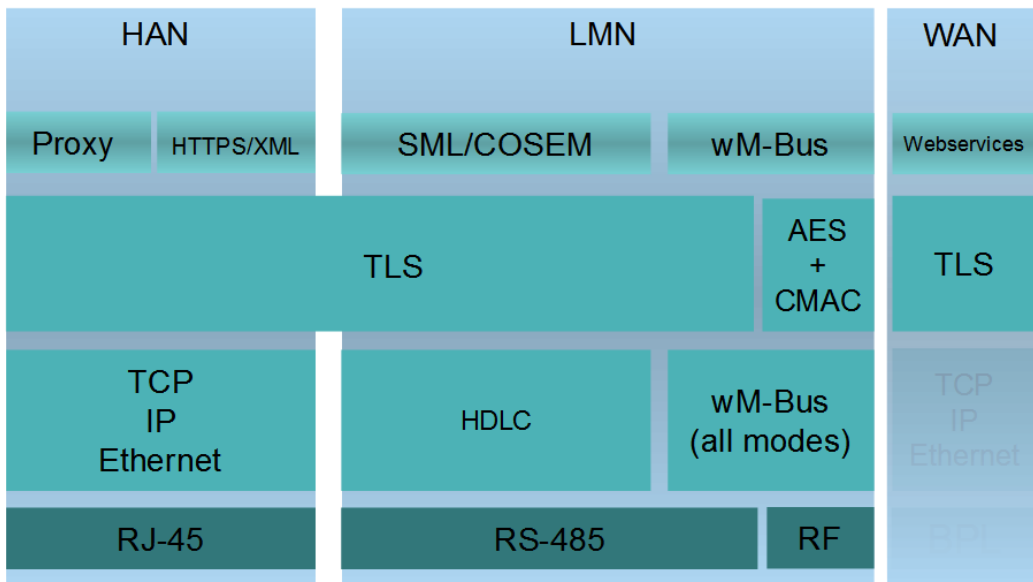 HAN
LMN
WAN
Proxy
HTTPS/XML
SML/COSEM
wM-Bus
Webservices
TLS
AES
+
CMAC
TLS
TCP
IP
Ethernet
HDLC
wM-Bus
(all modes)
TCP
IP
Ethernet
RJ-45
RS-485
RF